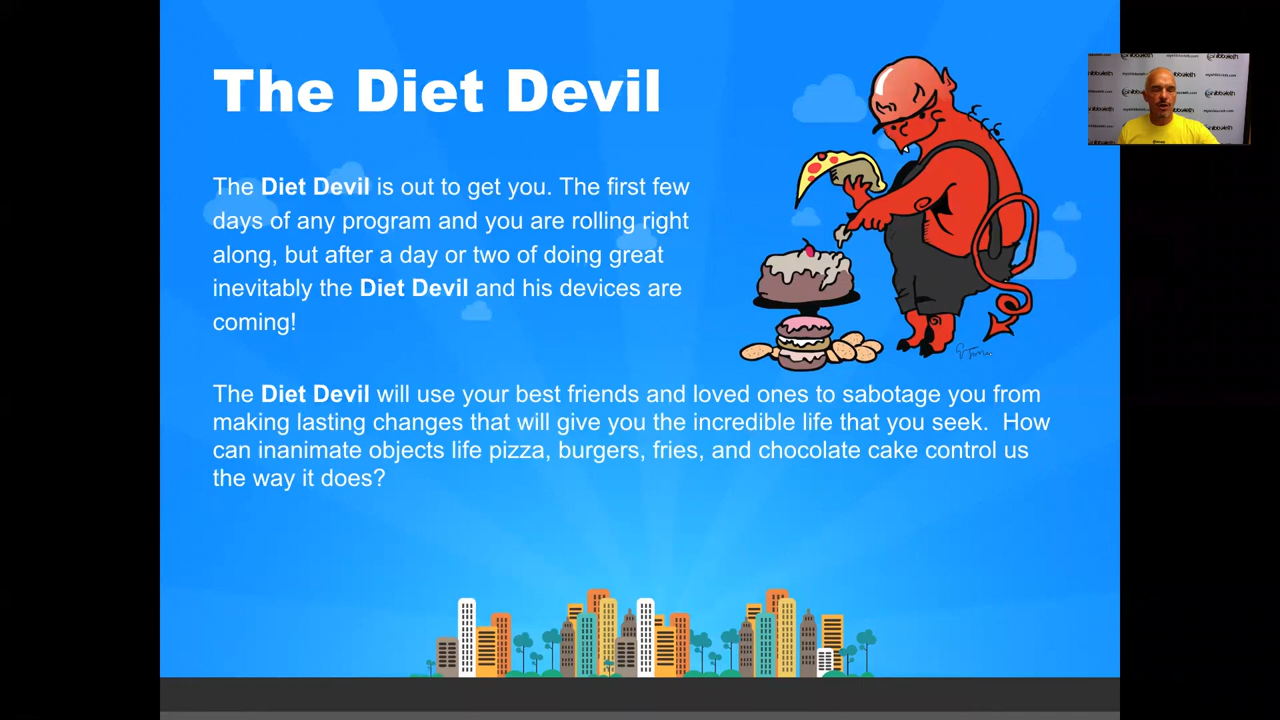 The Diet Devil
The Diet Devil is out to get you. The first few
days of any program and you are rolling right
along, but after a day or two of doing great
inevitably the Diet Devil and his devices are
coming!
The Diet Devil will use your best friends and loved ones to sabotage you from
making lasting changes that will give you the incredible life that you seek.  How
can inanimate objects life pizza, burgers, fries, and chocolate cake control us
the way it does?